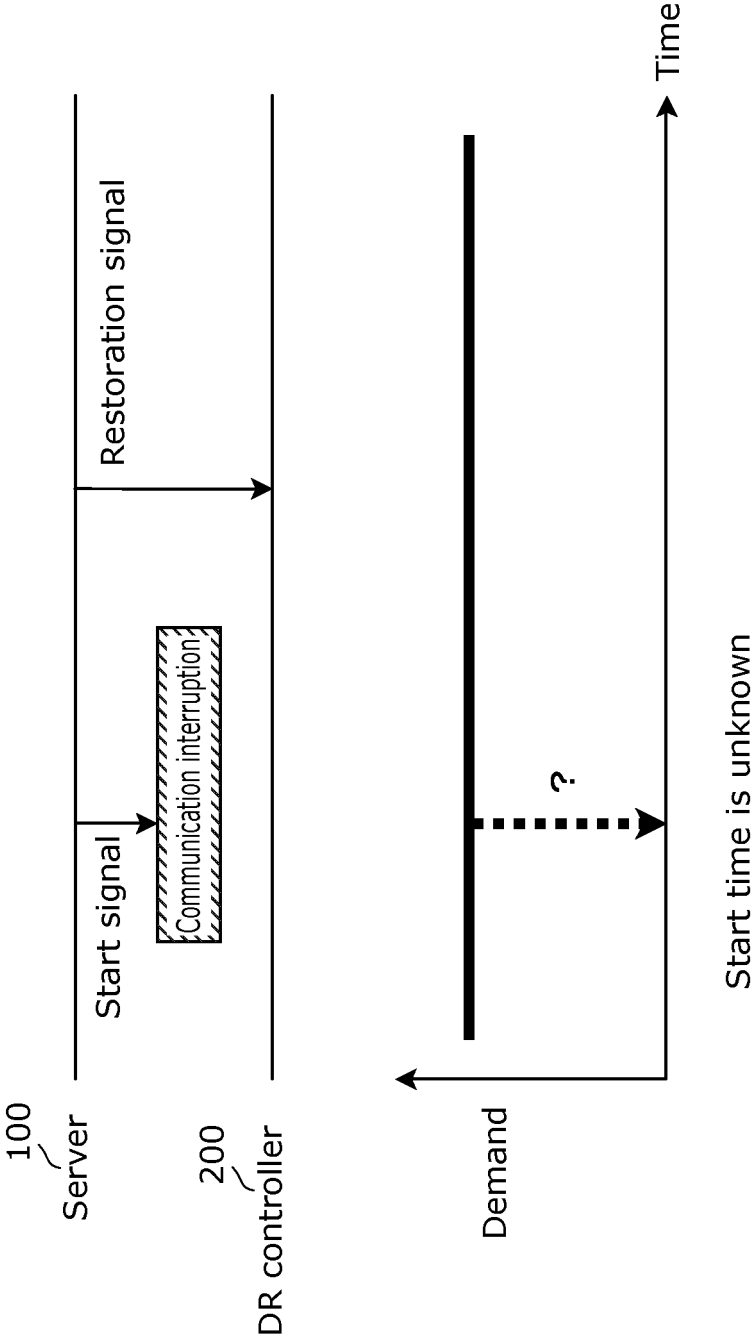 100
Server
Start signal
Restoration signal
Communication interruption
200
DR controller
Demand
?
Time
Start time is unknown